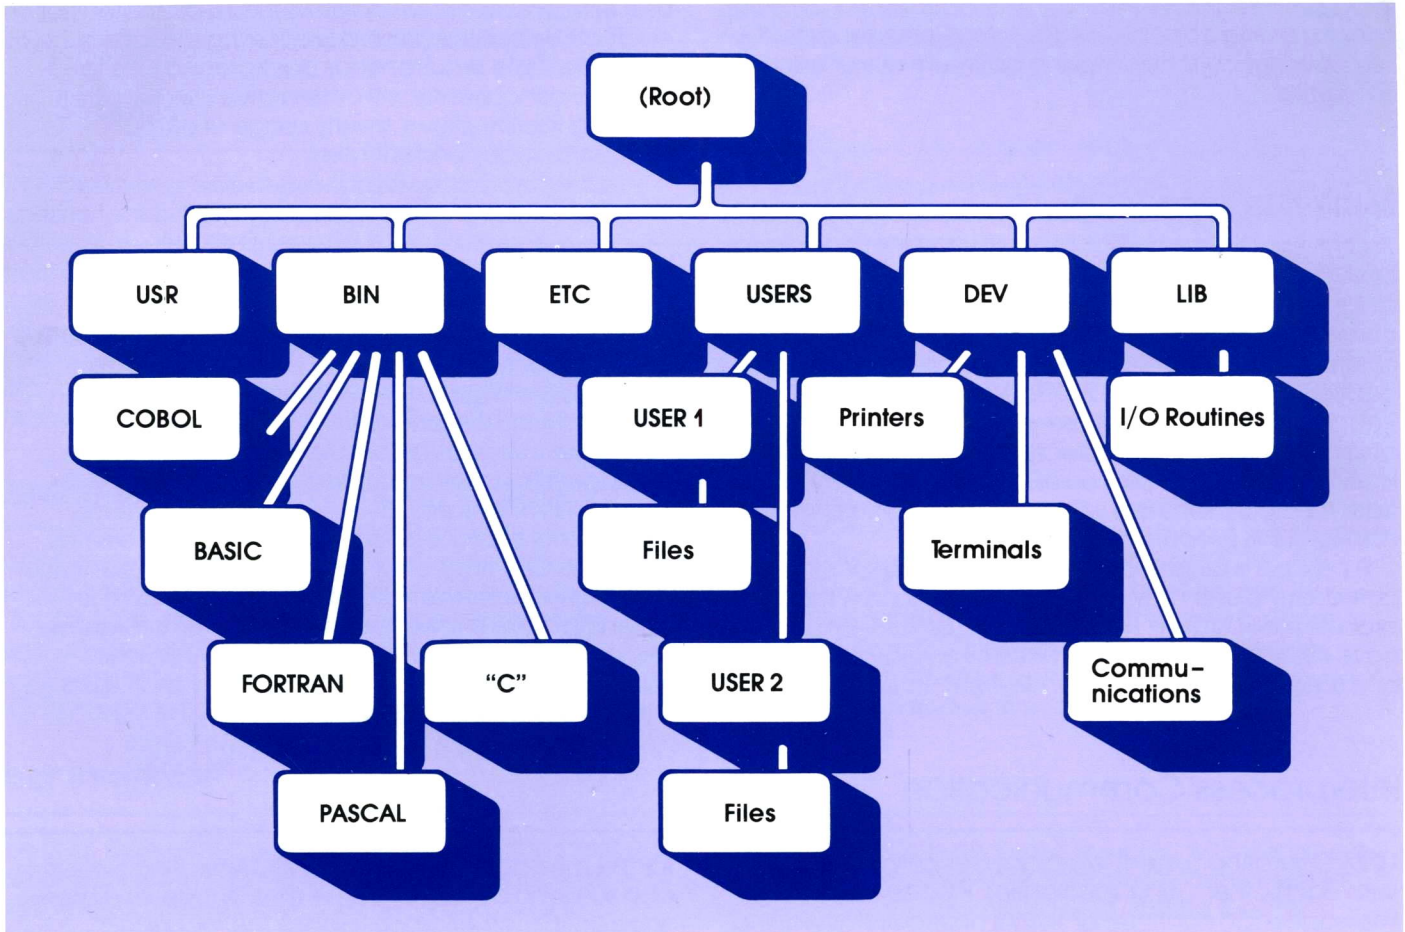 (Root)
USR
BIN
ETC
USERS
DEV
LIB
COBOL
USER 1
Printers
I/O Routines
BASIC
Files
Terminals
FORTRAN
“C”
USER 2
Commu-
nications
PASCAL
Files